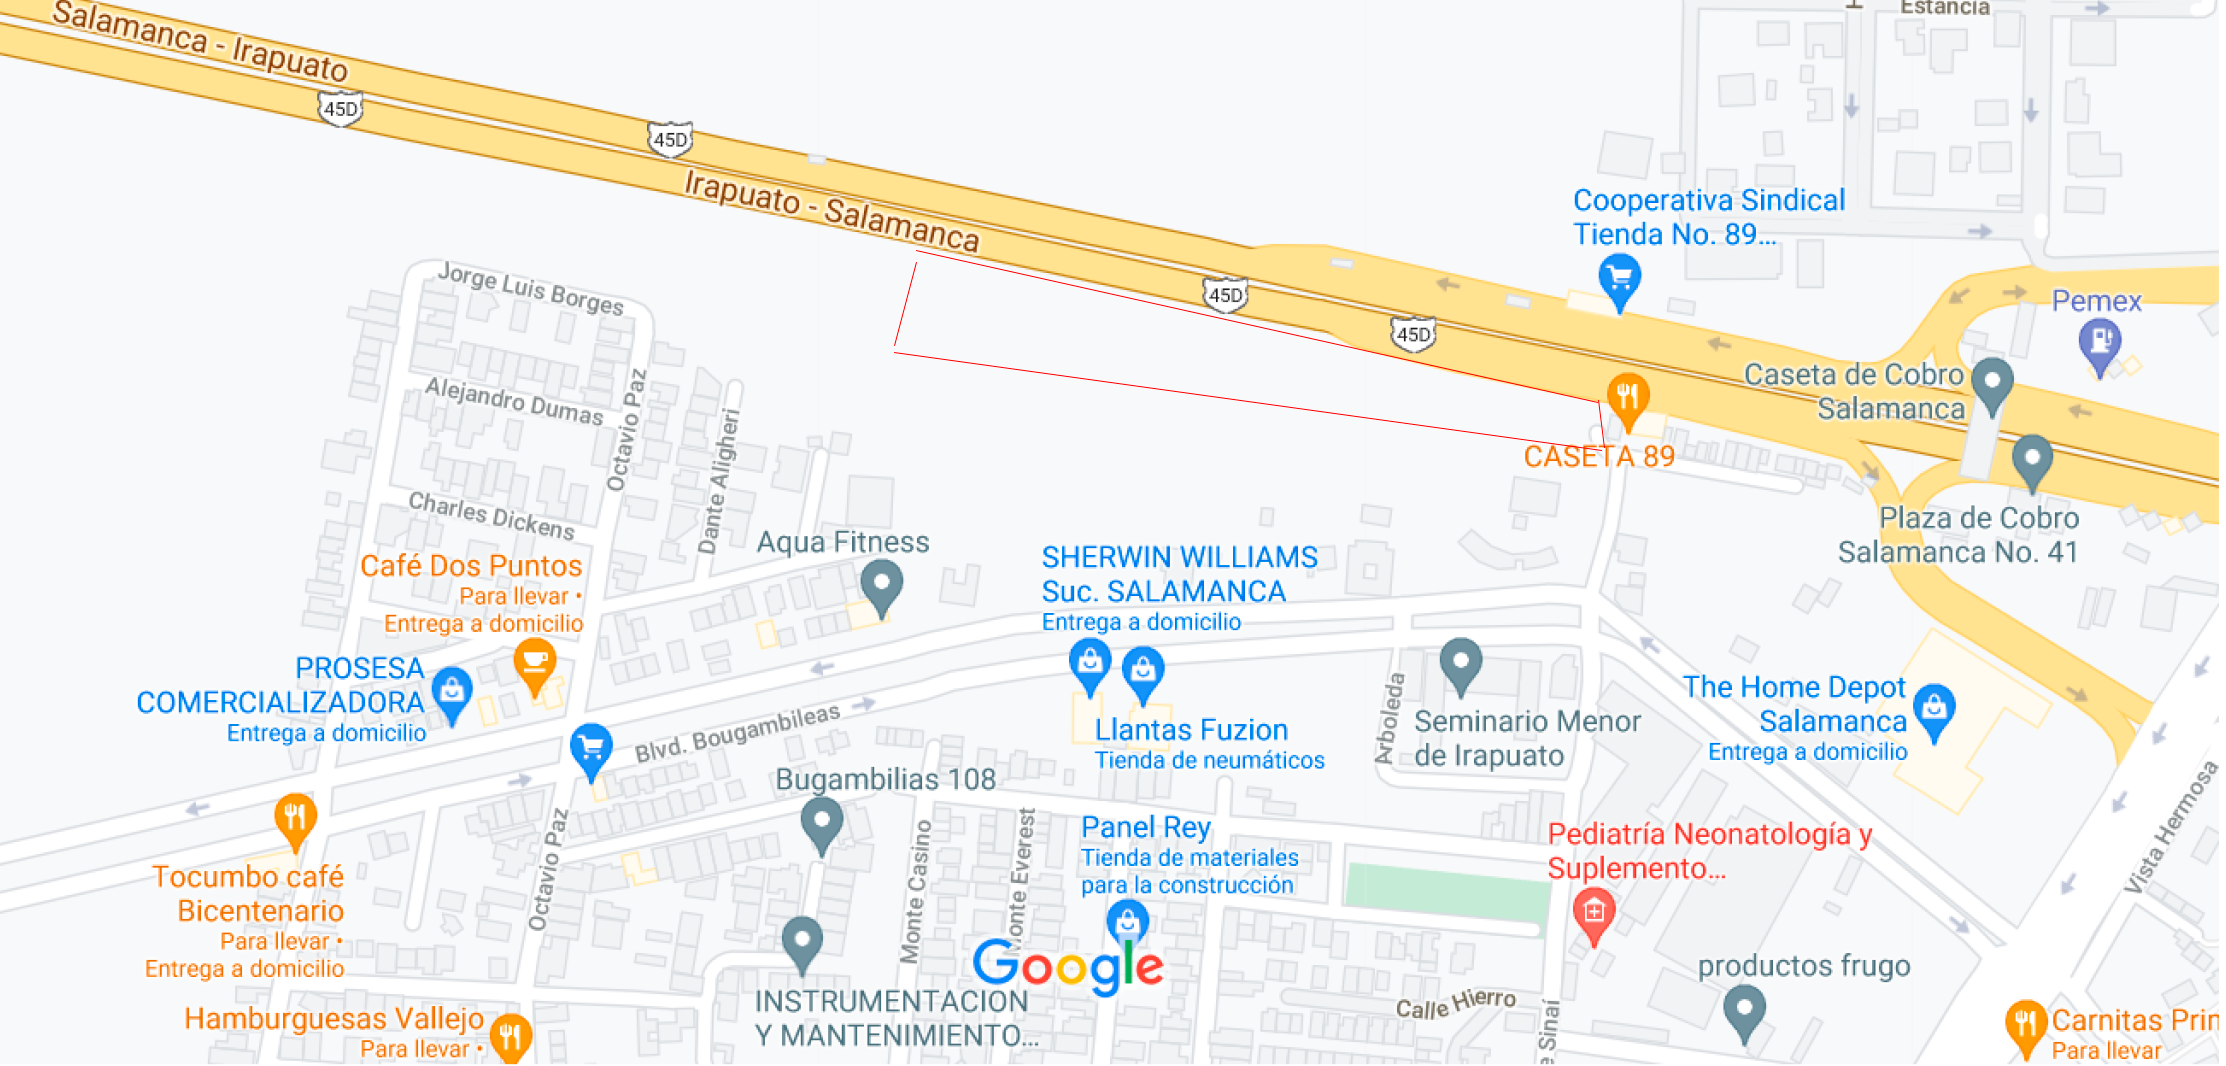 Salamanca - Irapuato
Estancia
45D
45D
Irapuato - Salamanca
Cooperativa Sindical
Tienda No. 89...
45D
45D
Jorge Luis Borges
Pemex
Caseta de Cobro
Salamanca
Alejandro Dumas
Octavio Paz
Dante Aligheri
CASETA 89
Charles Dickens
Plaza de Cobro
Salamanca No. 41
Aqua Fitness
Café Dos Puntos
Para llevar •
Entrega a domicilio
SHERWIN WILLIAMS
Suc. SALAMANCA
Entrega a domicilio
PROSESA
COMERCIALIZADORA
Entrega a domicilio
Blvd. Bougambileas
Llantas Fuzion
Tienda de neumáticos
Arboleda
Seminario Menor
de Irapuato
The Home Depot
Salamanca
Entrega a domicilio
Bugambilias 108
Vista Hermosa
Octavio Paz
Monte Casino
Monte Everest
Panel Rey
Tienda de materiales
para la construcción
Pediatría Neonatología y
Suplemento...
Tocumbo café
Bicentenario
Para llevar •
Entrega a domicilio
Google
productos frugo
INSTRUMENTACION
Y MANTENIMIENTO...
Calle Hierro
e Sinaí
Hamburguesas Vallejo
Para llevar •
Carnitas Prin
Para llevar